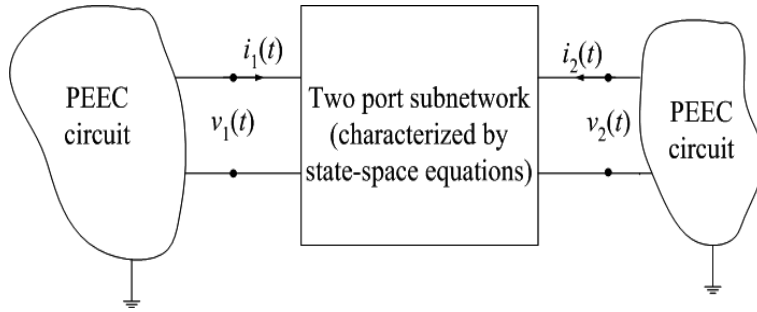 i₁(t)
i₂(t)
PEEC
circuit
v₁(t)
Two port subnetwork
(characterized by
state-space equations)
v₂(t)
PEEC
circuit